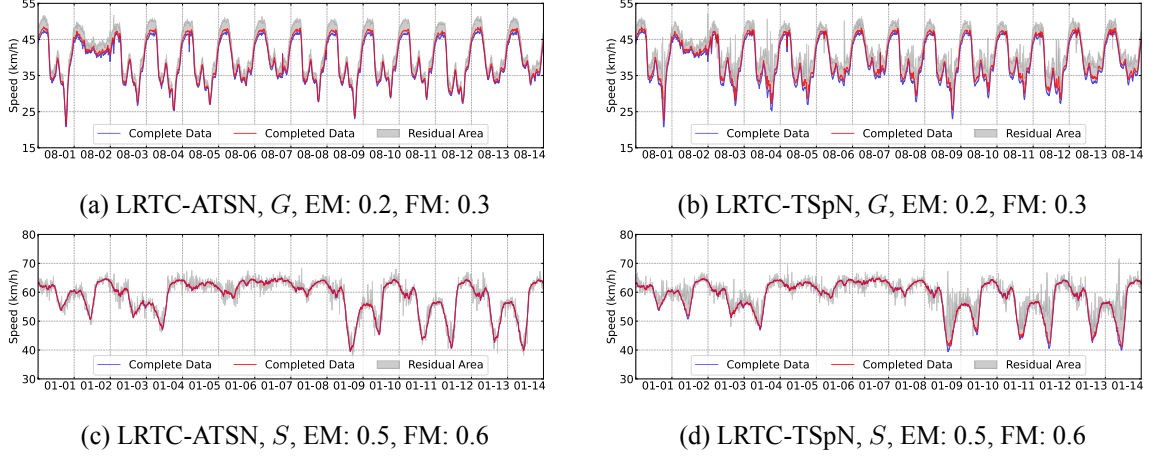 55
45
35
25
15
Speed (km/h)
Complete Data Completed Data Residual Area
08-01 08-02 08-03 08-04 08-05 08-06 08-07 08-08 08-09 08-10 08-11 08-12 08-13 08-14
(a) LRTC-ATSN, G, EM: 0.2, FM: 0.3
55
45
35
25
15
Speed (km/h)
Complete Data Completed Data Residual Area
08-01 08-02 08-03 08-04 08-05 08-06 08-07 08-08 08-09 08-10 08-11 08-12 08-13 08-14
(b) LRTC-TSpN, G, EM: 0.2, FM: 0.3
80
70
60
50
40
30
Speed (km/h)
Complete Data Completed Data Residual Area
01-01 01-02 01-03 01-04 01-05 01-06 01-07 01-08 01-09 01-10 01-11 01-12 01-13 01-14
(c) LRTC-ATSN, S, EM: 0.5, FM: 0.6
80
70
60
50
40
30
Speed (km/h)
Complete Data Completed Data Residual Area
01-01 01-02 01-03 01-04 01-05 01-06 01-07 01-08 01-09 01-10 01-11 01-12 01-13 01-14
(d) LRTC-TSpN, S, EM: 0.5, FM: 0.6